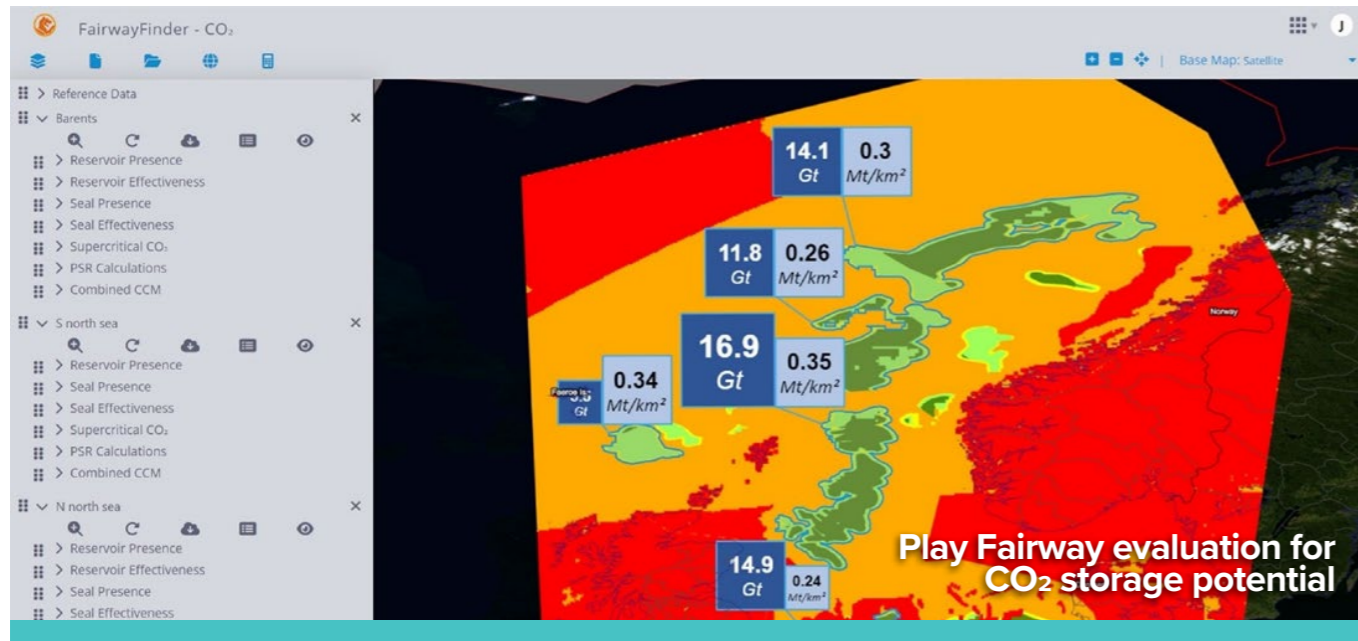 FairwayFinder - CO₂
J
Base Map: Satellite
Reference Data
Barents
Reservoir Presence
Reservoir Effectiveness
Seal Presence
Seal Effectiveness
Supercritical CO₂
PSR Calculations
Combined CCM
S north sea
Reservoir Presence
Seal Presence
Seal Effectiveness
Supercritical CO₂
PSR Calculations
Combined CCM
N north sea
Reservoir Presence
Reservoir Effectiveness
Seal Presence
Seal Effectiveness
14.1
Gt
0.3
Mt/km²
11.8
Gt
0.26
Mt/km²
16.9
Gt
0.35
Mt/km²
Gt
0.34
Mt/km²
14.9
Gt
0.24
Mt/km²
Norway
Play Fairway evaluation for
CO₂ storage potential